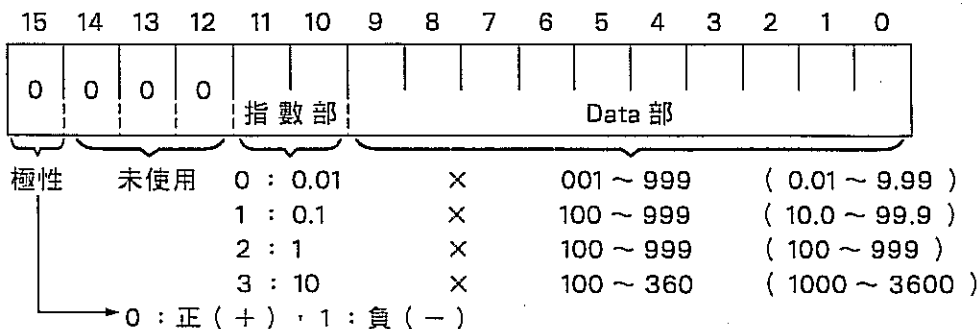 15 14 13 12 11 10 9 8 7 6 5 4 3 2 1 0
0 0 0 0 指數部 Data 部
極性 未使用 0 : 0.01 × 001 ~ 999 ( 0.01 ~ 9.99 )
1 : 0.1 × 100 ~ 999 ( 10.0 ~ 99.9 )
2 : 1 × 100 ~ 999 ( 100 ~ 999 )
3 : 10 × 100 ~ 360 ( 1000 ~ 3600 )
0 : 正 ( + ) , 1 : 負 ( − )